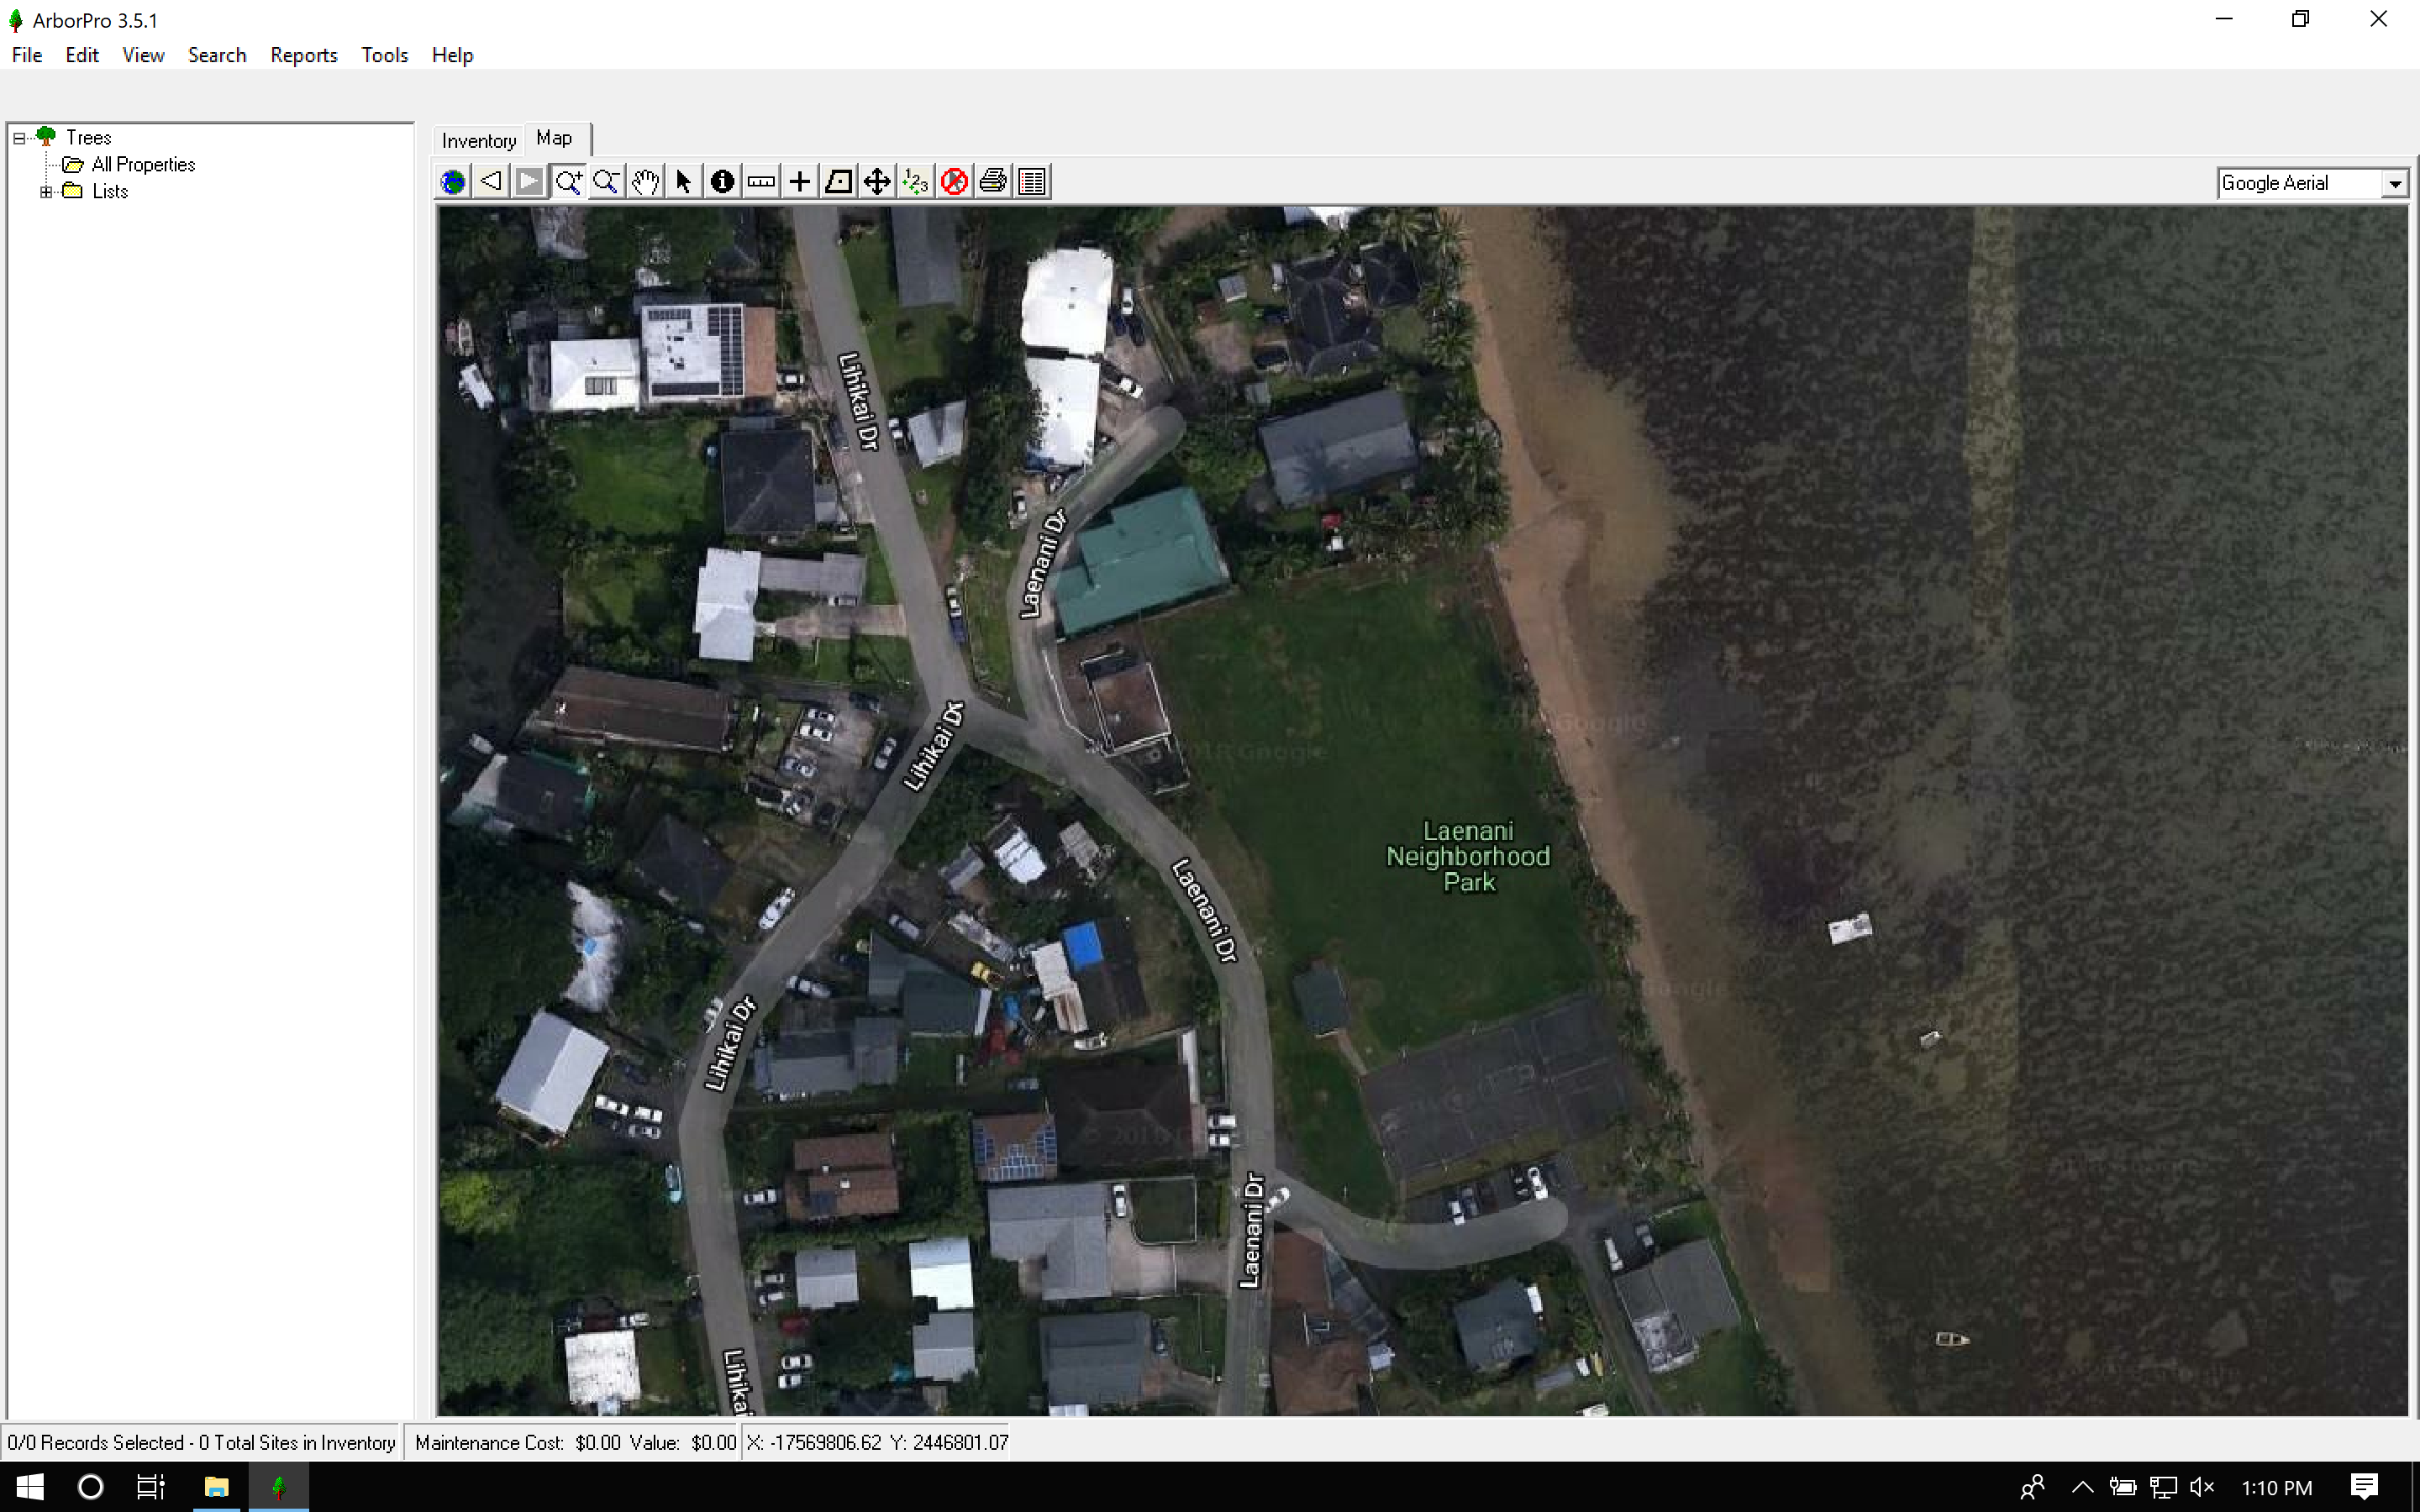 ArborPro 3.5.1
File Edit View Search Reports Tools Help
Trees
All Properties
Lists
Inventory Map
123
Google Aerial
Lihikai Dr
Laenani Dr
Lihikai Dr
Laenani
Neighborhood
Park
Laenani Dr
Lihikai Dr
Laenani Dr
Lihikai
0/0 Records Selected - 0 Total Sites in Inventory Maintenance Cost: $0.00 Value: $0.00 X: -17569806.62 Y: 2446801.07
1:10 PM